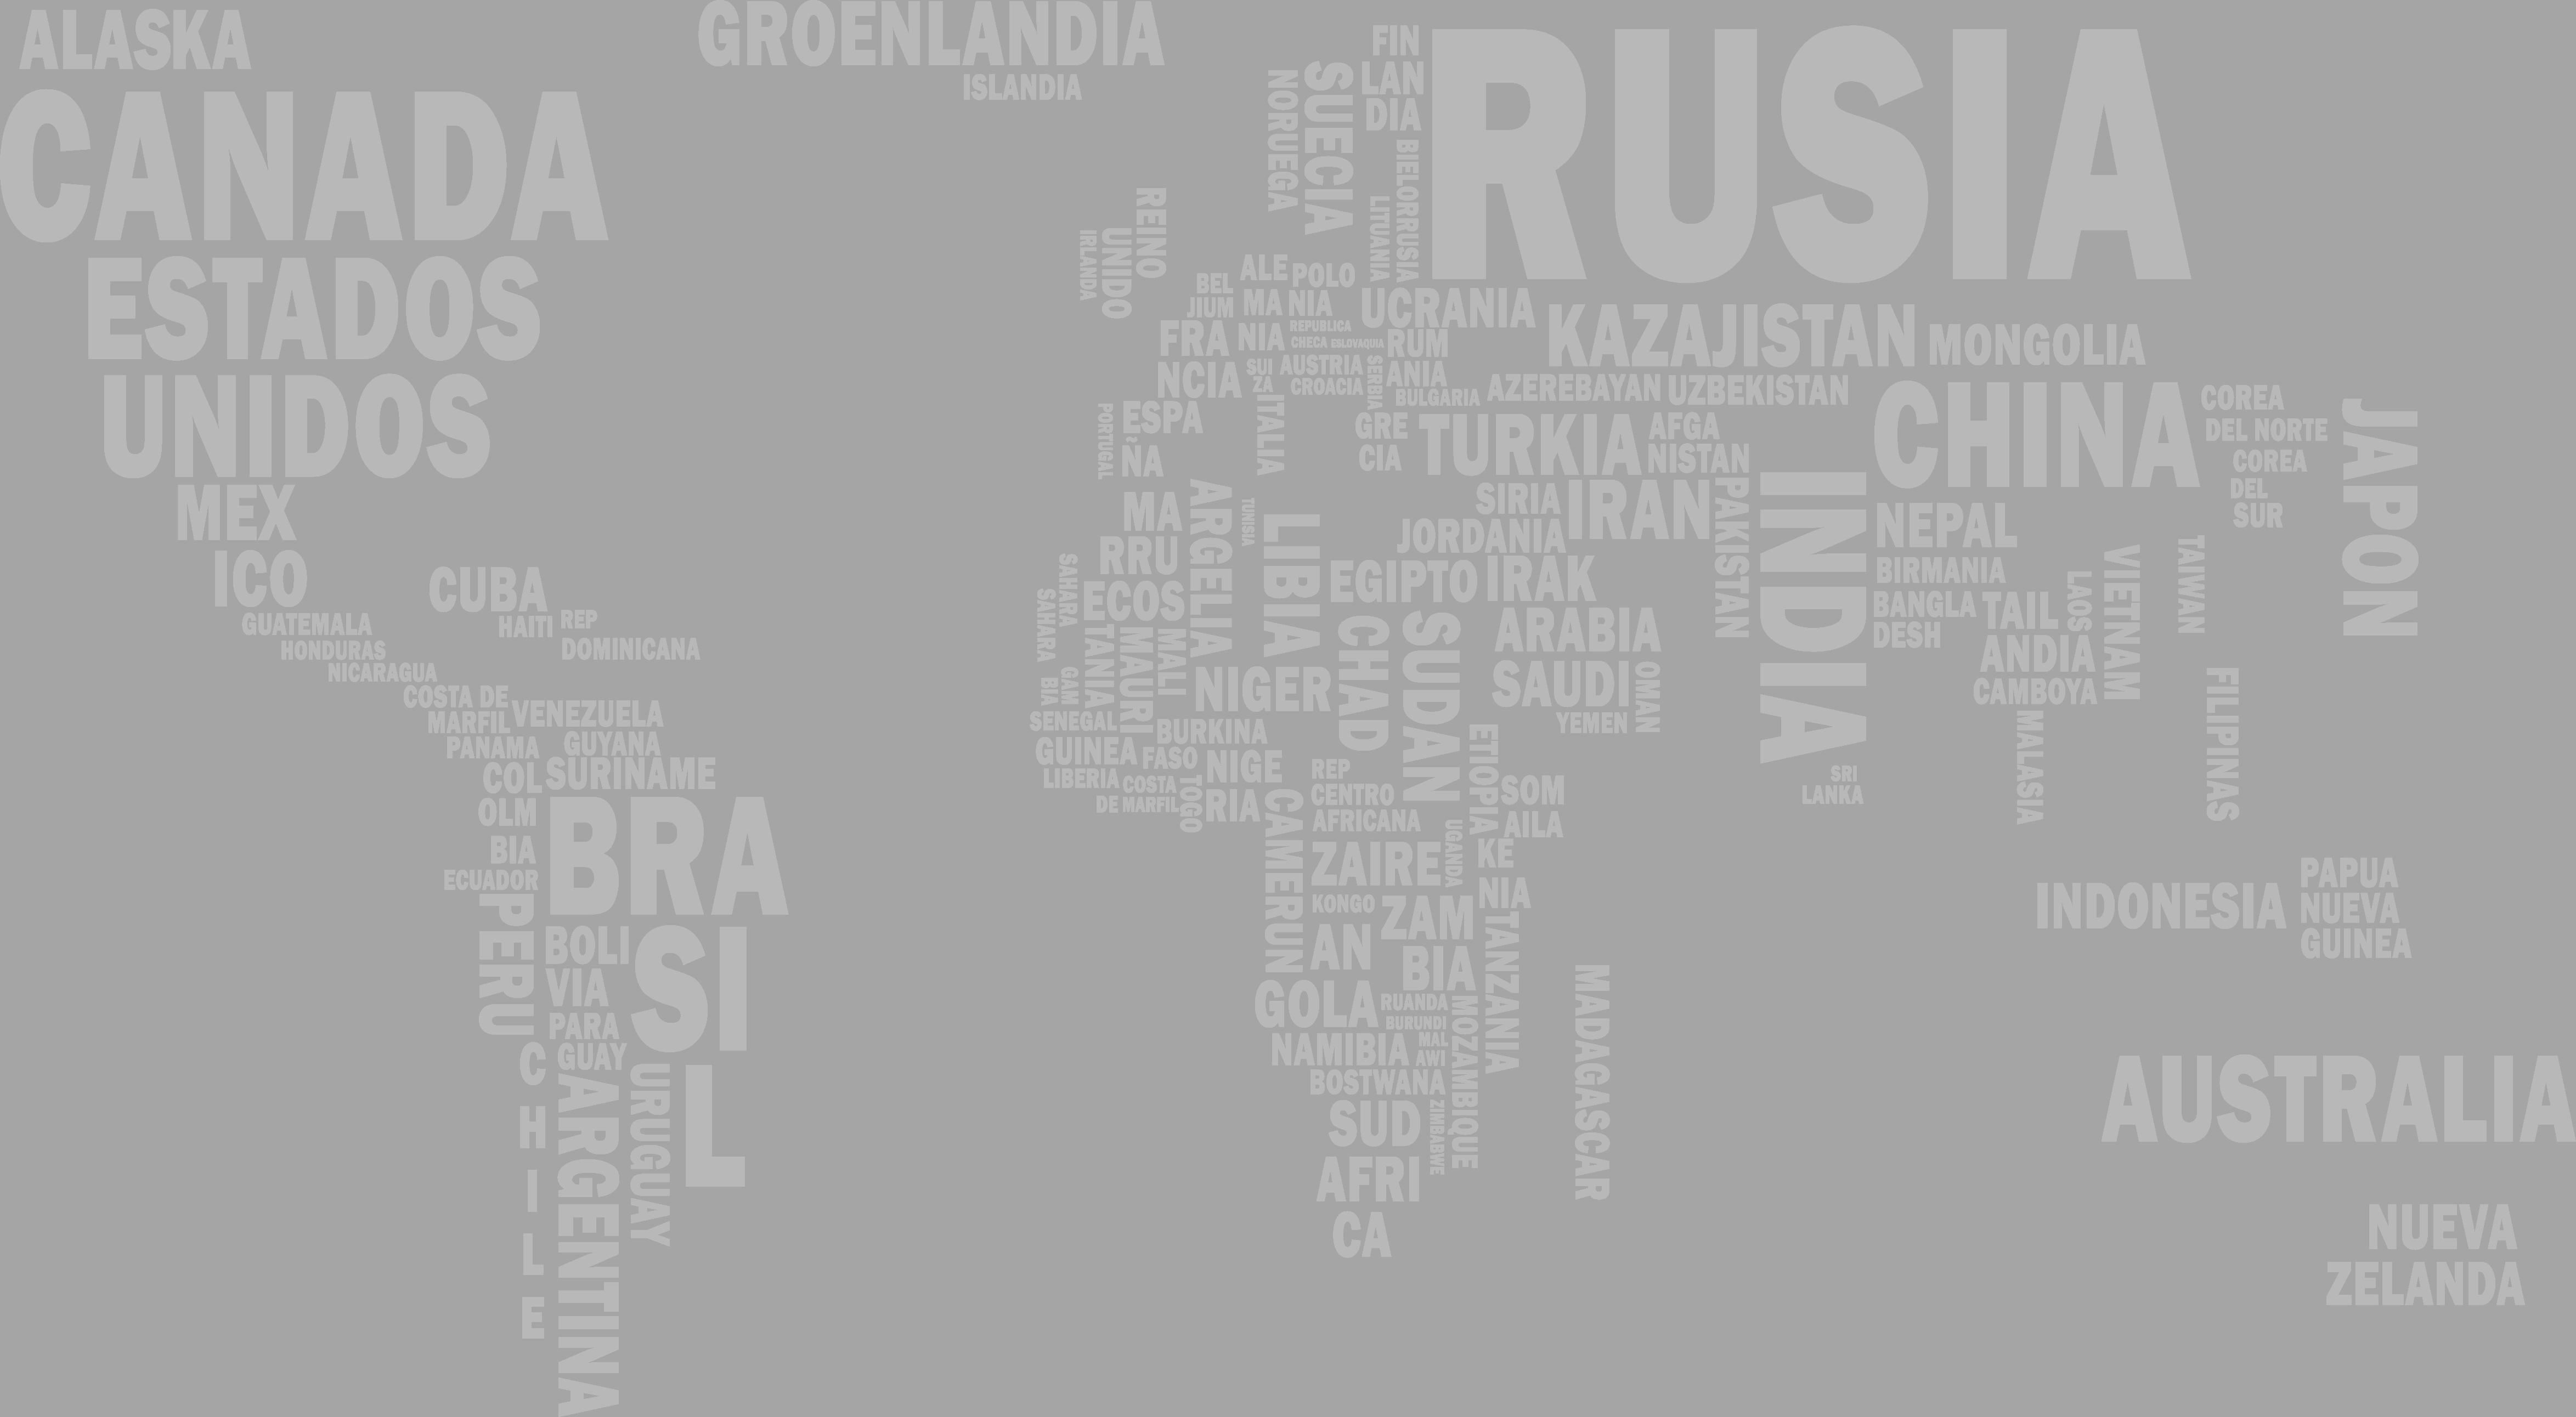 ALASKA
CANADA
ESTADOS
UNIDOS
MEX
ICO
GUATEMALA
HONDURAS
NICARAGUA
COSTA DE
MARFIL
PANAMA
CUBA
HAITI
REP
DOMINICANA
VENEZUELA
GUYANA
SURINAME
COL
OLM
BIA
ECUADOR
PERU
BRA
SI
L
BOLI
VIA
PARA
GUAY
CHILE
ARGENTINA
URUGUAY
GROENLANDIA
ISLANDIA
NORUEGA
SUECIA
FIN
LAN
DIA
BIELORRUSIA
LITUANIA
RUSIA
REINO
UNIDO
IRLANDA
BEL
JIUM
ALE
MA
NIA
POLO
NIA
REPUBLICA
CHECA
ESLOVAQUIA
UCRANIA
RUM
ANIA
FRA
NCIA
SUI
ZA
AUSTRIA
CROACIA
SERBIA
BULGARIA
PORTUGAL
ESPA
ÑA
ITALIA
GRE
CIA
KAZAJISTAN
MONGOLIA
AZEREBAYAN
UZBEKISTAN
TURKIA
AFGA
NISTAN
CHINA
COREA
DEL NORTE
COREA
DEL
SUR
JAPON
SIRIA
IRAN
JORDANIA
IRAK
PAKISTAN
INDIA
NEPAL
BIRMANIA
BANGLA
DESH
TAIL
ANDIA
LAOS
VIETNAM
TAIWAN
CAMBOYA
MALASIA
FILIPINAS
SRI
LANKA
ARABIA
SAUDI
OMAN
YEMEN
MA
RRU
ECOS
SAHARA
SAHARA
ARGELIA
TUNISIA
LIBIA
EGIPTO
MAURI
TANIA
MALI
NIGER
CHAD
SUDAN
GAM
BIA
SENEGAL
GUINEA
LIBERIA
BURKINA
FASO
COSTA
DE MARFIL
TOGO
NIGE
RIA
CAMERUN
REP
CENTRO
AFRICANA
ETIOPIA
SOM
AILA
UGANDA
KE
NIA
ZAIRE
KONGO
ZAM
BIA
AN
GOLA
TANZANIA
RUANDA
BURUNDI
MAL
AWI
MOZAMBIQUE
NAMIBIA
BOSTWANA
ZIMBABWE
SUD
AFRI
CA
MADAGASCAR
INDONESIA
PAPUA
NUEVA
GUINEA
AUSTRALIA
NUEVA
ZELANDA